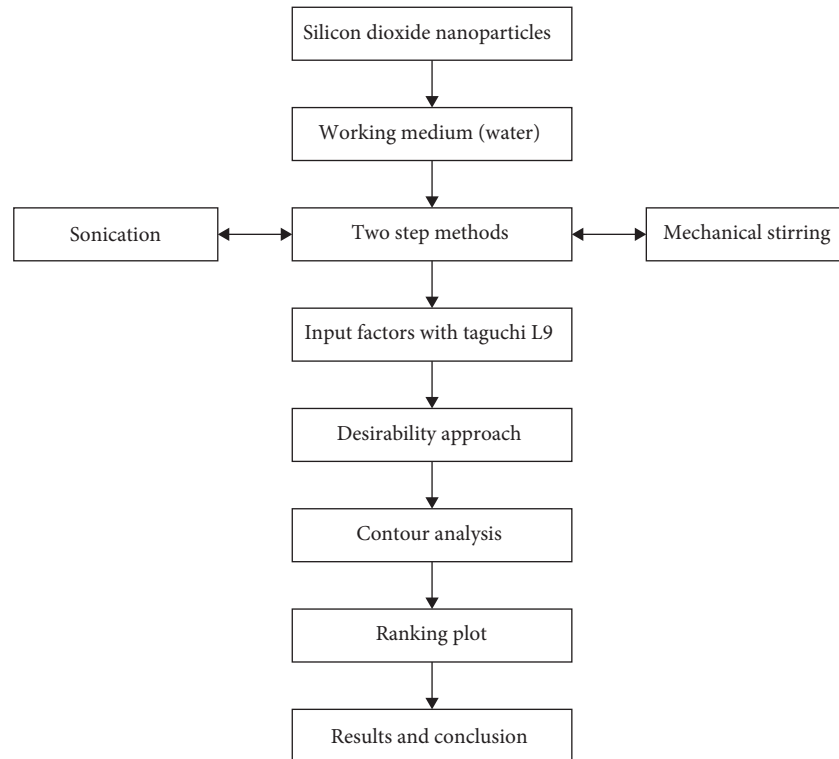 Silicon dioxide nanoparticles
Working medium (water)
Sonication
Two step methods
Mechanical stirring
Input factors with taguchi L9
Desirability approach
Contour analysis
Ranking plot
Results and conclusion